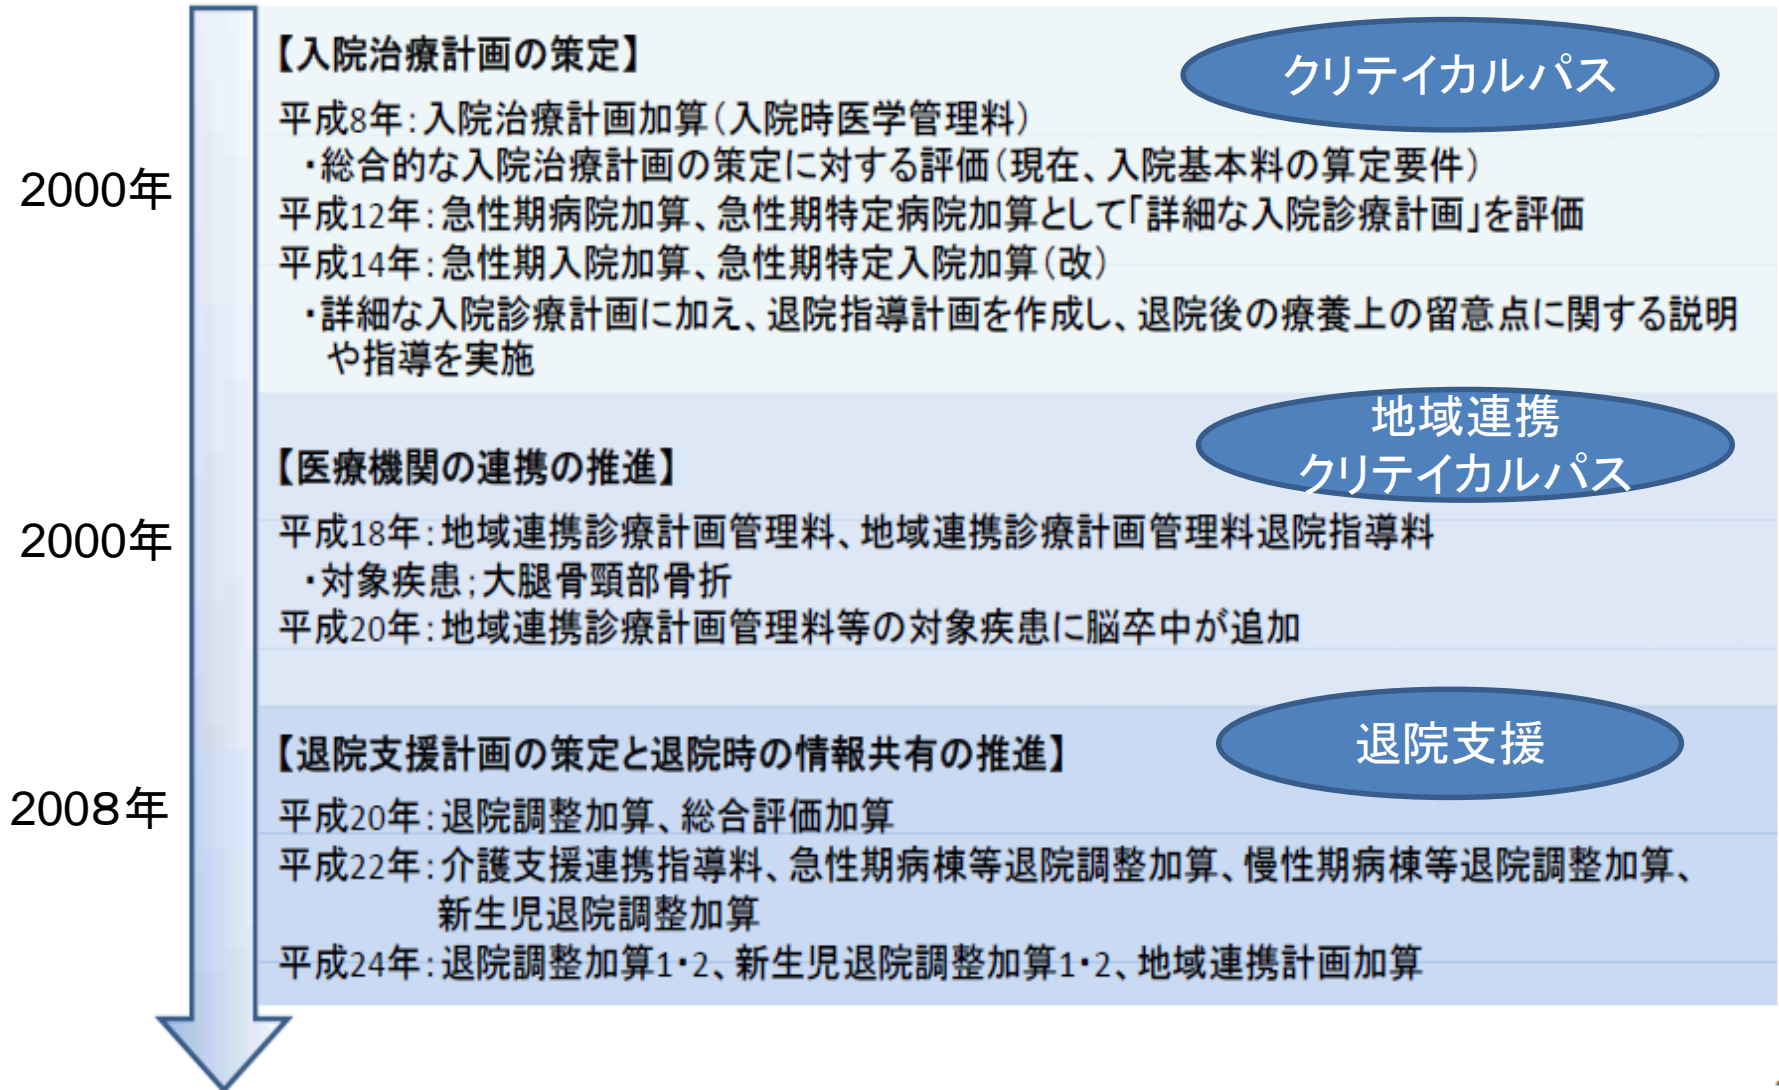 【入院治療計画の策定】
クリテイカルパス
平成8年：入院治療計画加算（入院時医学管理料）
・総合的な入院治療計画の策定に対する評価（現在、入院基本料の算定要件）
2000年
平成12年：急性期病院加算、急性期特定病院加算として「詳細な入院診療計画」を評価
平成14年：急性期入院加算、急性期特定入院加算（改）
・詳細な入院診療計画に加え、退院指導計画を作成し、退院後の療養上の留意点に関する説明
や指導を実施
地域連携
クリテイカルパス
【医療機関の連携の推進】
2000年
平成18年：地域連携診療計画管理料、地域連携診療計画管理料退院指導料
・対象疾患；大腿骨頸部骨折
平成20年：地域連携診療計画管理料等の対象疾患に脳卒中が追加
【退院支援計画の策定と退院時の情報共有の推進】
退院支援
2008年
平成20年：退院調整加算、総合評価加算
平成22年：介護支援連携指導料、急性期病棟等退院調整加算、慢性期病棟等退院調整加算、
新生児退院調整加算
平成24年：退院調整加算1・2、新生児退院調整加算1・2、地域連携計画加算